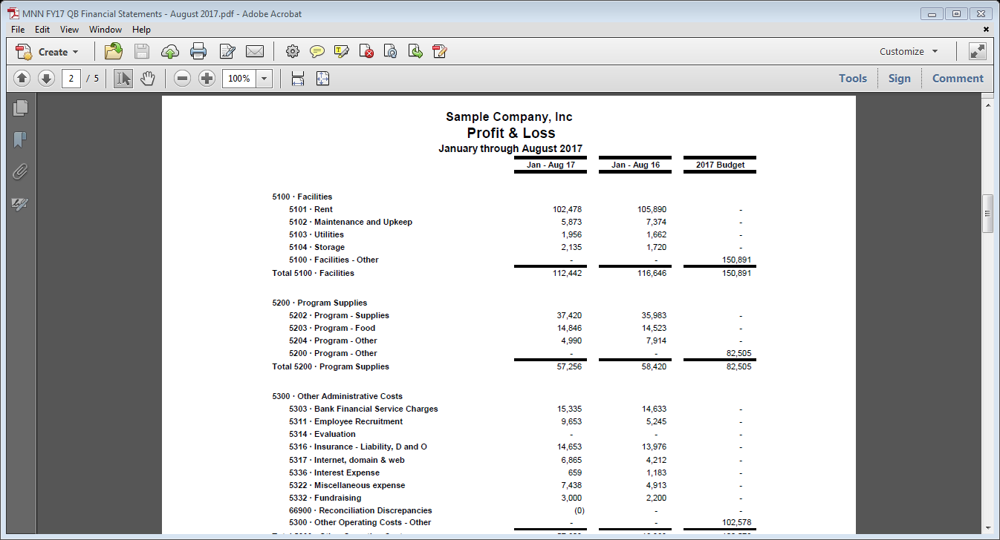 MNN FY17 QB Financial Statements - August 2017.pdf - Adobe Acrobat
File Edit View Window Help
Create Customize
2 / 5 100% Tools Sign Comment
Sample Company, Inc
Profit & Loss
January through August 2017
Jan - Aug 17 Jan - Aug 16 2017 Budget
5100 · Facilities
5101 · Rent 102,478 105,890 -
5102 · Maintenance and Upkeep 5,873 7,374 -
5103 · Utilities 1,956 1,662 -
5104 · Storage 2,135 1,720 -
5100 · Facilities - Other - - 150,891
Total 5100 · Facilities 112,442 116,646 150,891
5200 · Program Supplies
5202 · Program - Supplies 37,420 35,983 -
5203 · Program - Food 14,846 14,523 -
5204 · Program - Other 4,990 7,914 -
5200 · Program - Other - - 82,505
Total 5200 · Program Supplies 57,256 58,420 82,505
5300 · Other Administrative Costs
5303 · Bank Financial Service Charges 15,335 14,633 -
5311 · Employee Recruitment 9,653 5,245 -
5314 · Evaluation - - -
5316 · Insurance - Liability, D and O 14,653 13,976 -
5317 · Internet, domain & web 6,865 4,212 -
5336 · Interest Expense 659 1,183 -
5322 · Miscellaneous expense 7,438 4,913 -
5332 · Fundraising 3,000 2,200 -
66900 · Reconciliation Discrepancies (0) - -
5300 · Other Operating Costs - Other - - 102,578